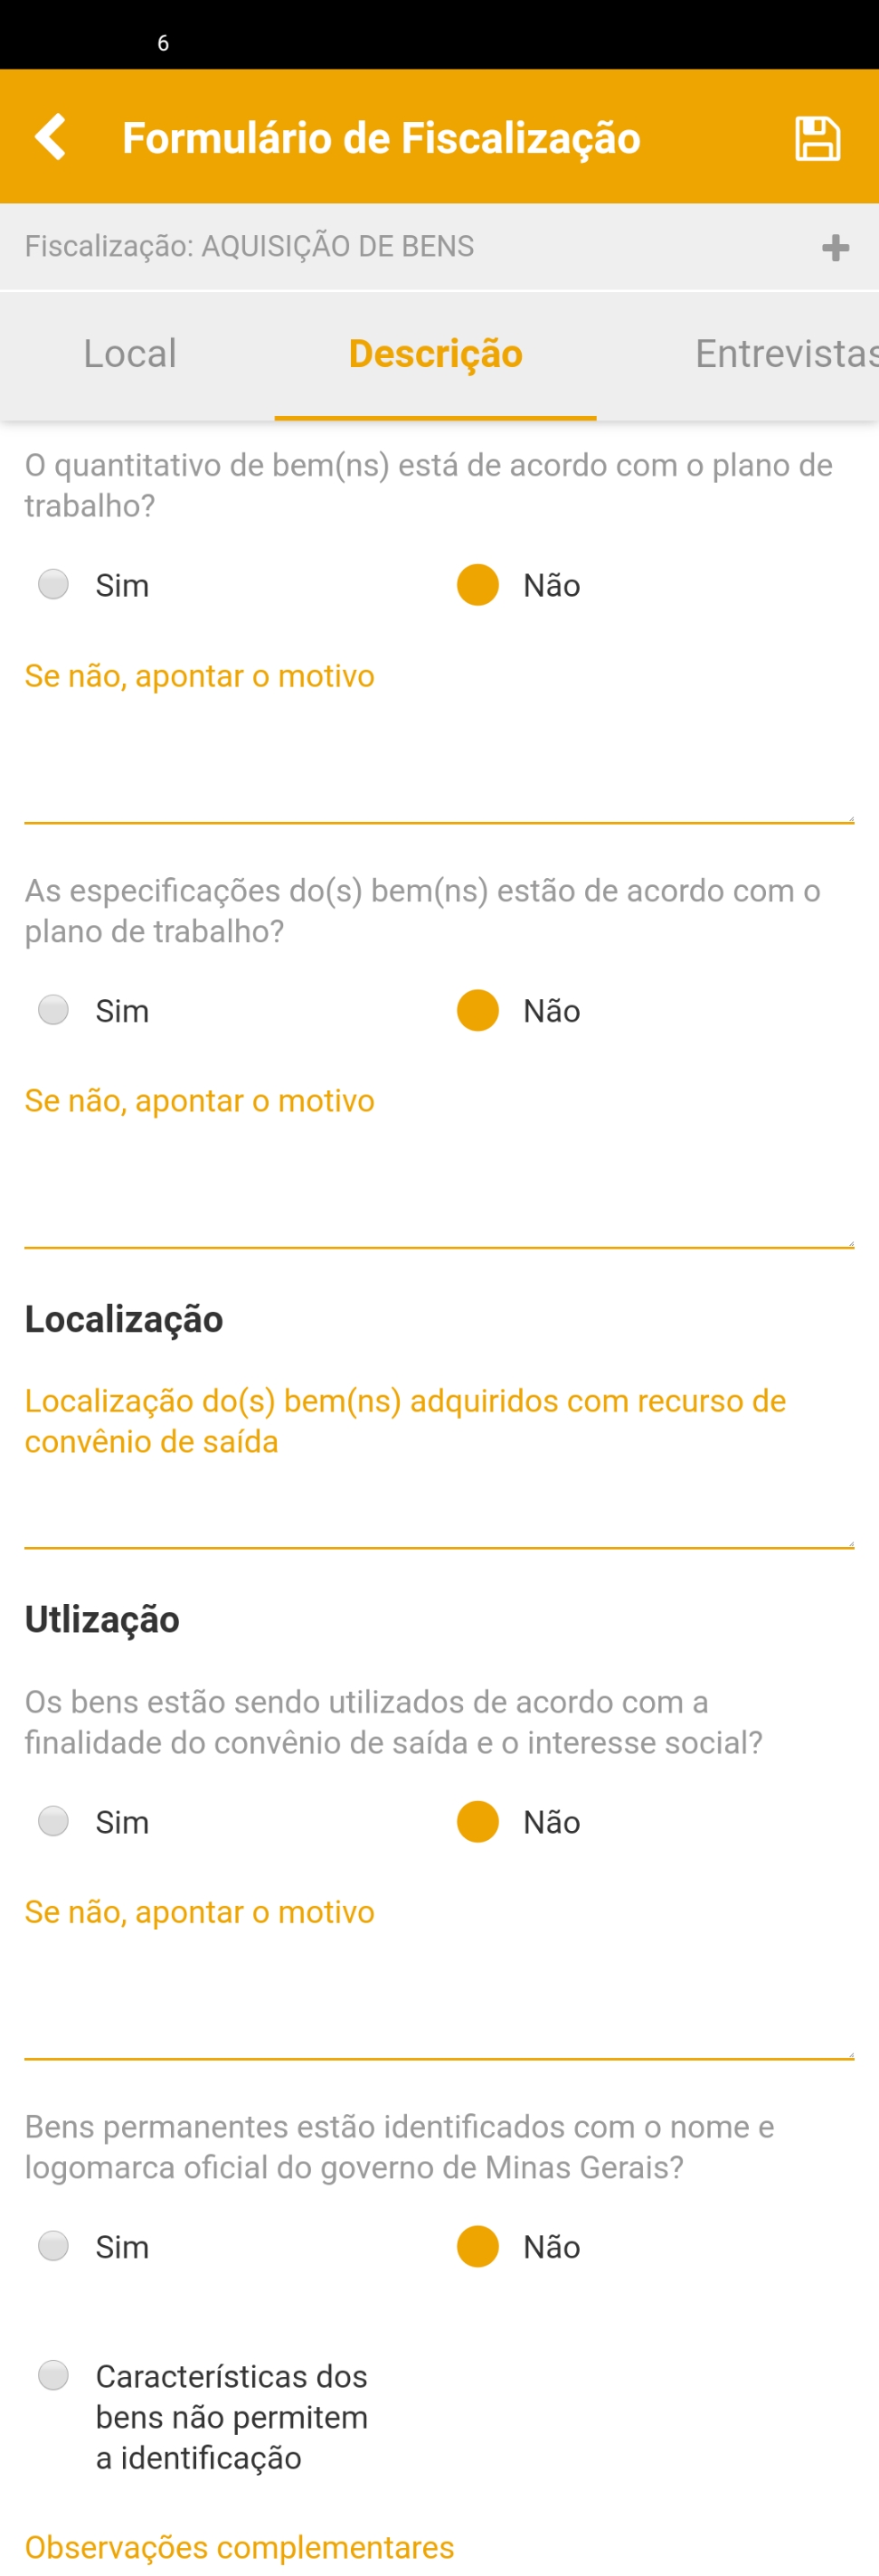 6
Formulário de Fiscalização
Fiscalização: AQUISIÇÃO DE BENS
Local Descrição Entrevistas
O quantitativo de bem(ns) está de acordo com o plano de
trabalho?
Sim Não
Se não, apontar o motivo
As especificações do(s) bem(ns) estão de acordo com o
plano de trabalho?
Sim Não
Se não, apontar o motivo
Localização
Localização do(s) bem(ns) adquiridos com recurso de
convênio de saída
Utlização
Os bens estão sendo utilizados de acordo com a
finalidade do convênio de saída e o interesse social?
Sim Não
Se não, apontar o motivo
Bens permanentes estão identificados com o nome e
logomarca oficial do governo de Minas Gerais?
Sim Não
Características dos
bens não permitem
a identificação
Observações complementares